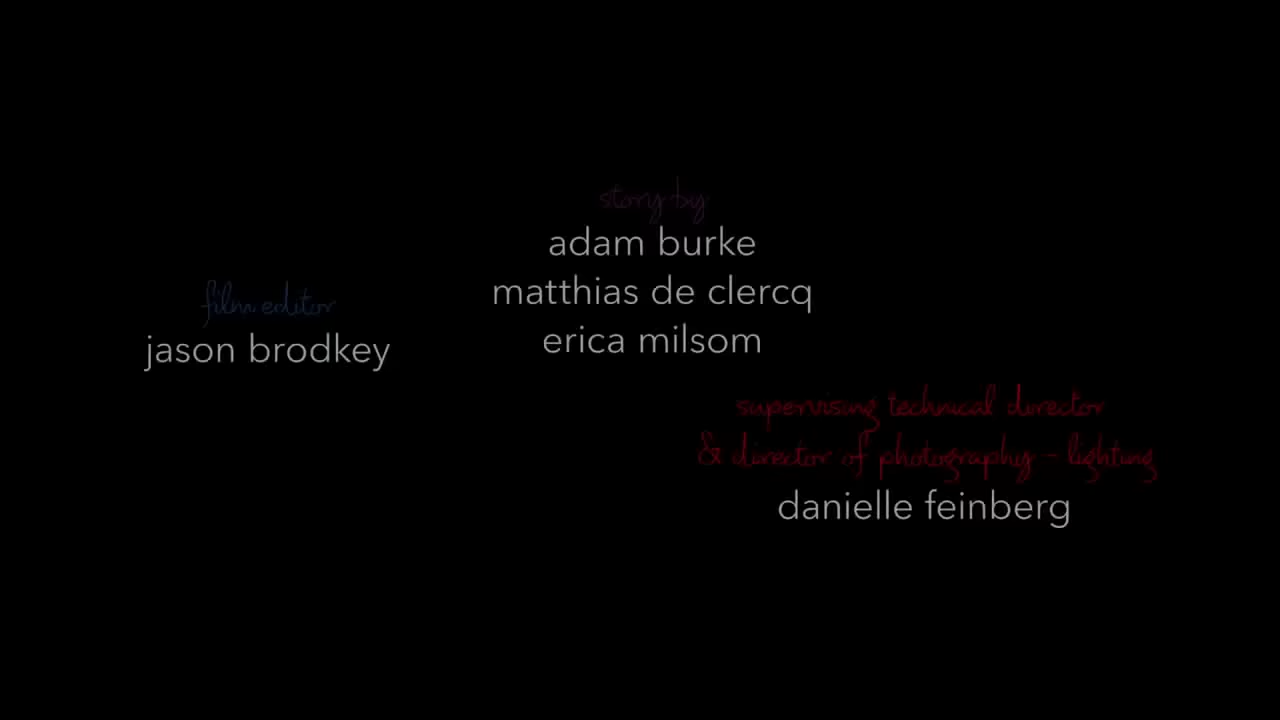 story by
adam burke
matthias de clercq
erica milsom
film editor
jason brodkey
supervising technical director
& director of photography – lighting
danielle feinberg